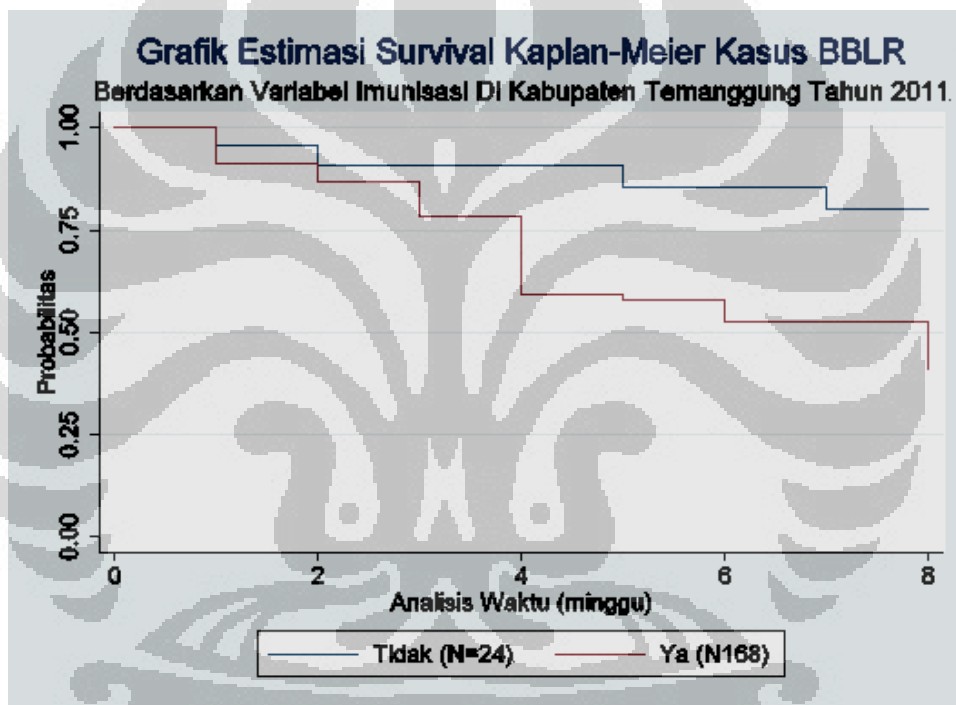 Grafik Estimasi Survival Kaplan-Meier Kasus BBLR
Berdasarkan Variabel Imunisasi Di Kabupaten Temanggung Tahun 2011.
Probabilitas
1.00
0.75
0.50
0.25
0.00
0 2 4 6 8
Analisis Waktu (minggu)
Tidak (N=24) Ya (N168)